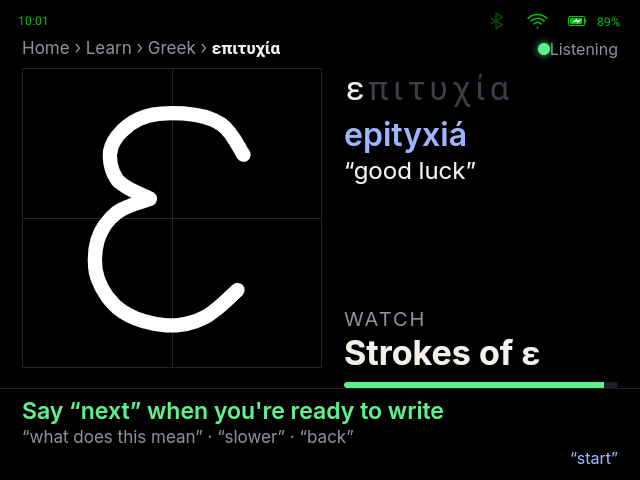 10:01 89%
Home › Learn › Greek › επιτυχία
Listening
ε
επιτυχία
epityxiá
“good luck”
WATCH
Strokes of ε
Say “next” when you're ready to write
“what does this mean” · “slower” · “back”
“start”